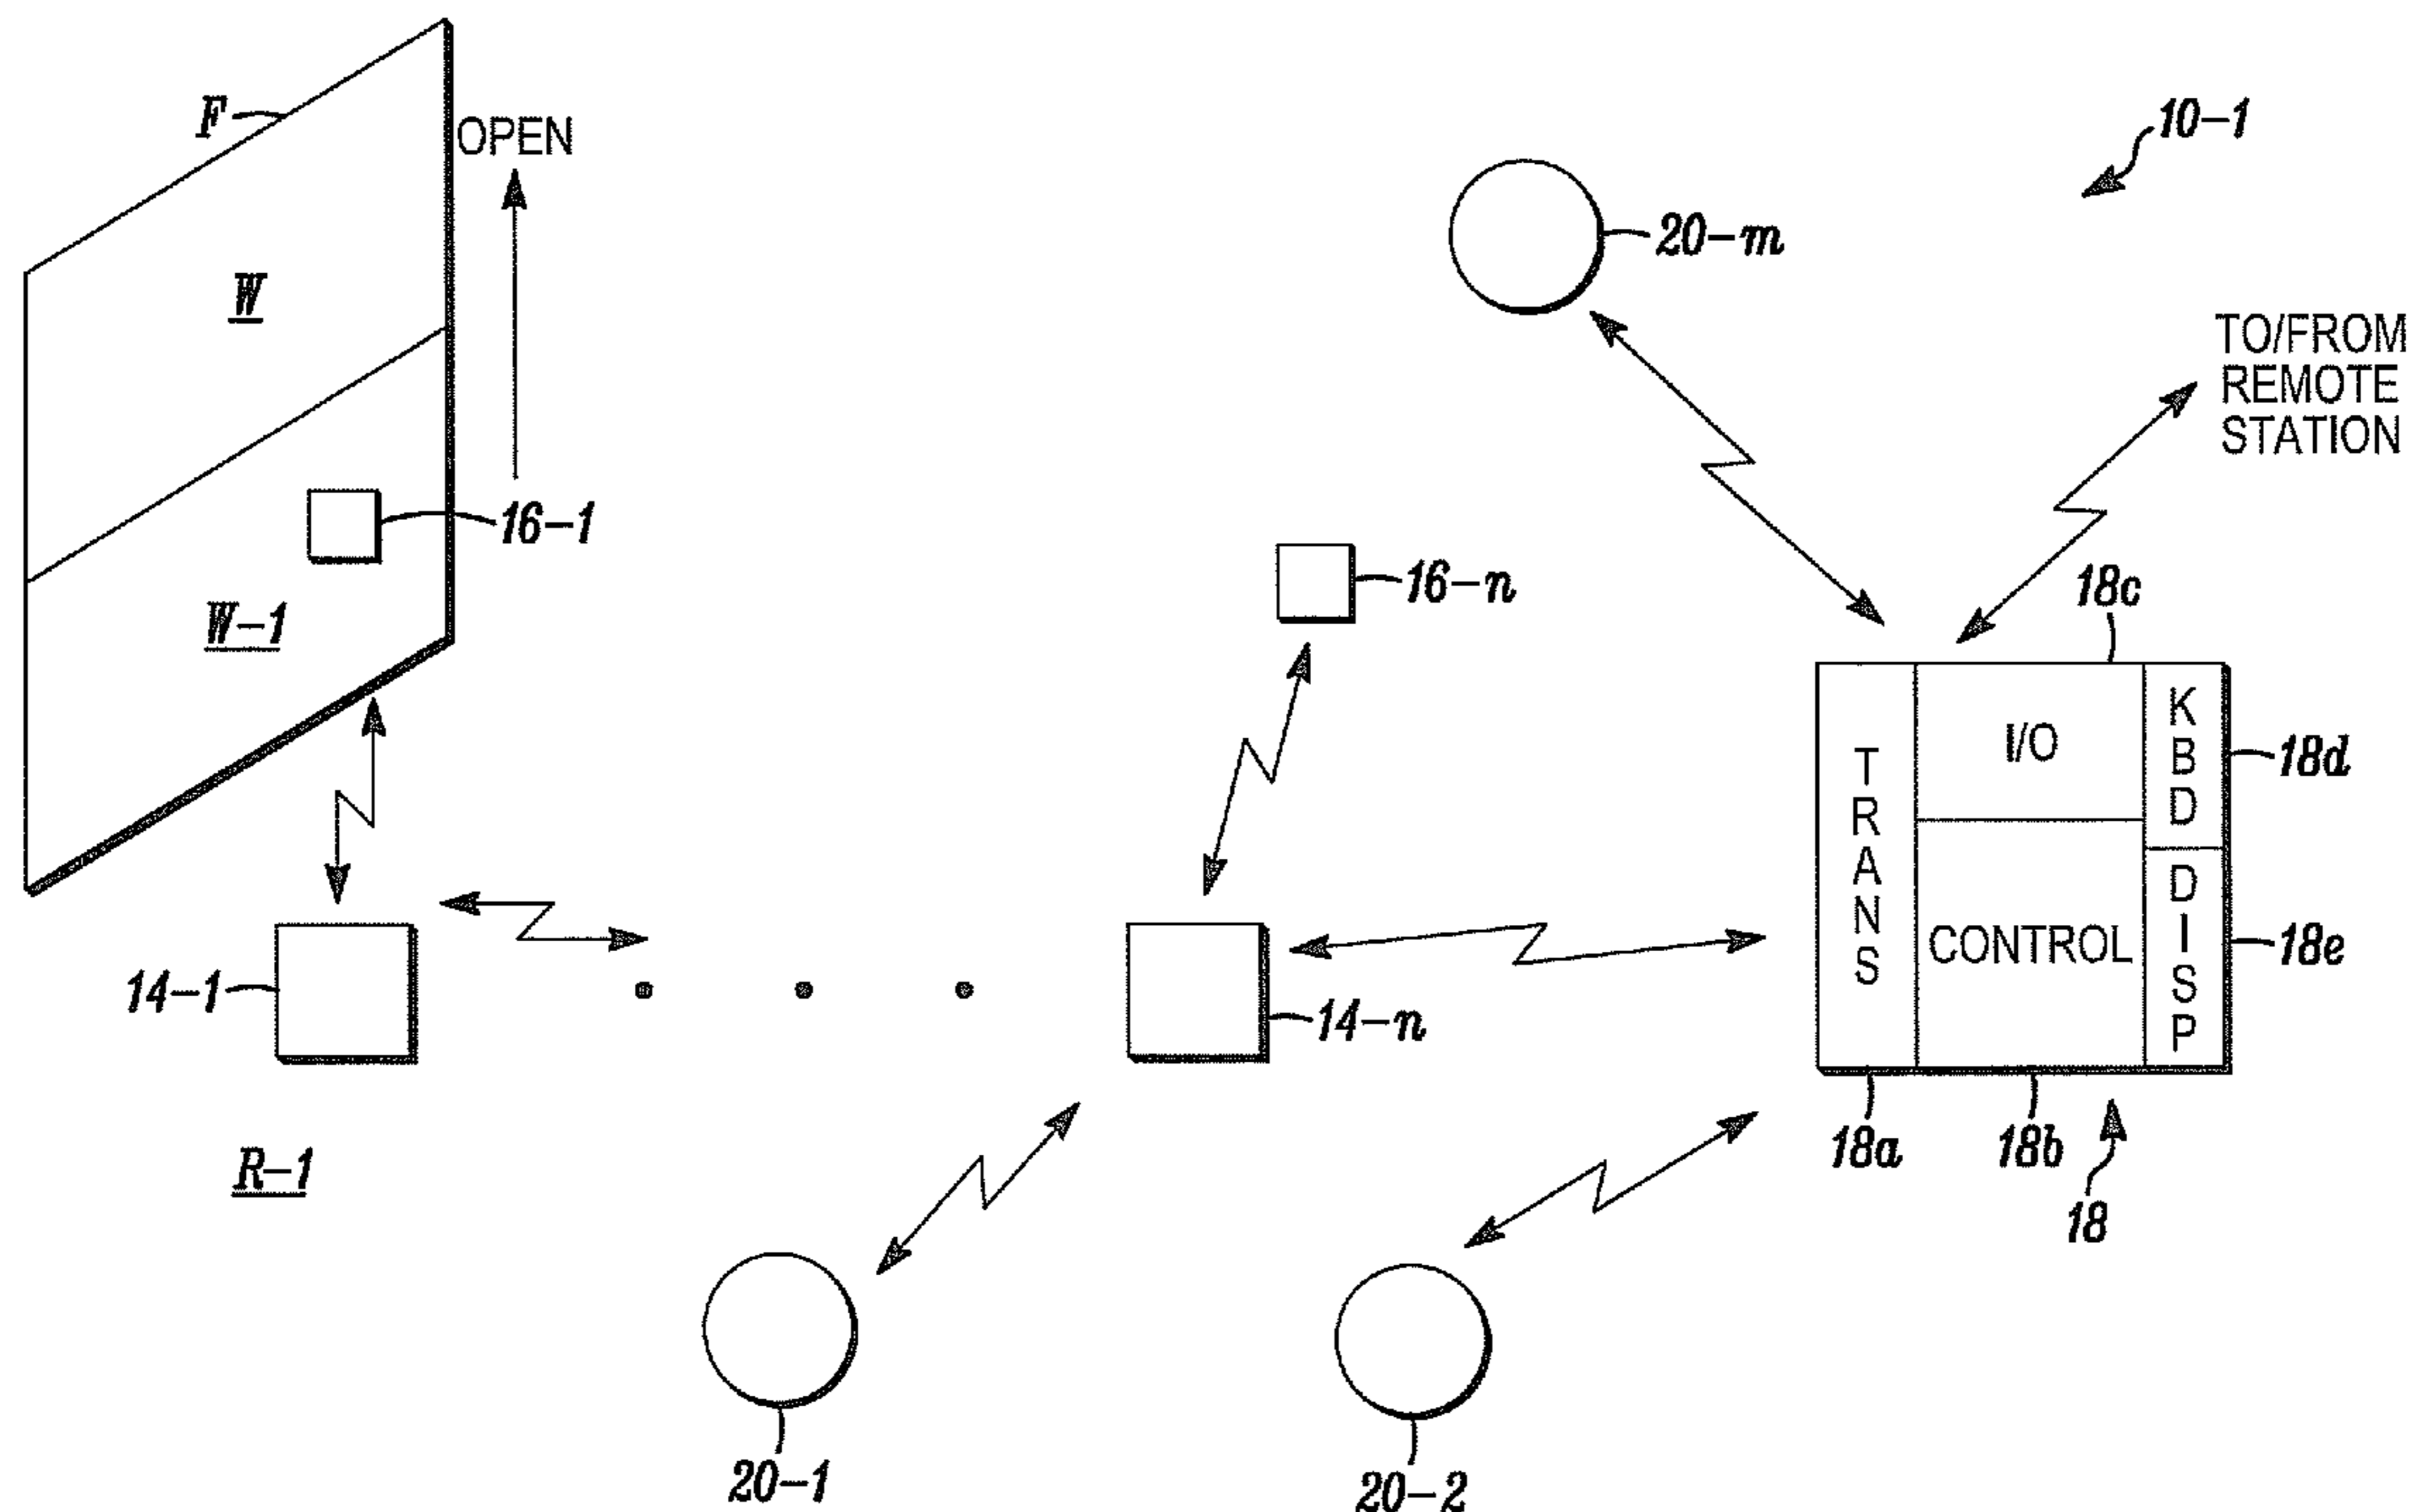 F
OPEN
10-1
20-m
W
TO/FROM
REMOTE
STATION
16-1
16-n
18c
W-1
TRANS
I/O
KBD
18d
CONTROL
DISP
18e
14-1
14-n
18a
18b
18
R-1
20-1
20-2